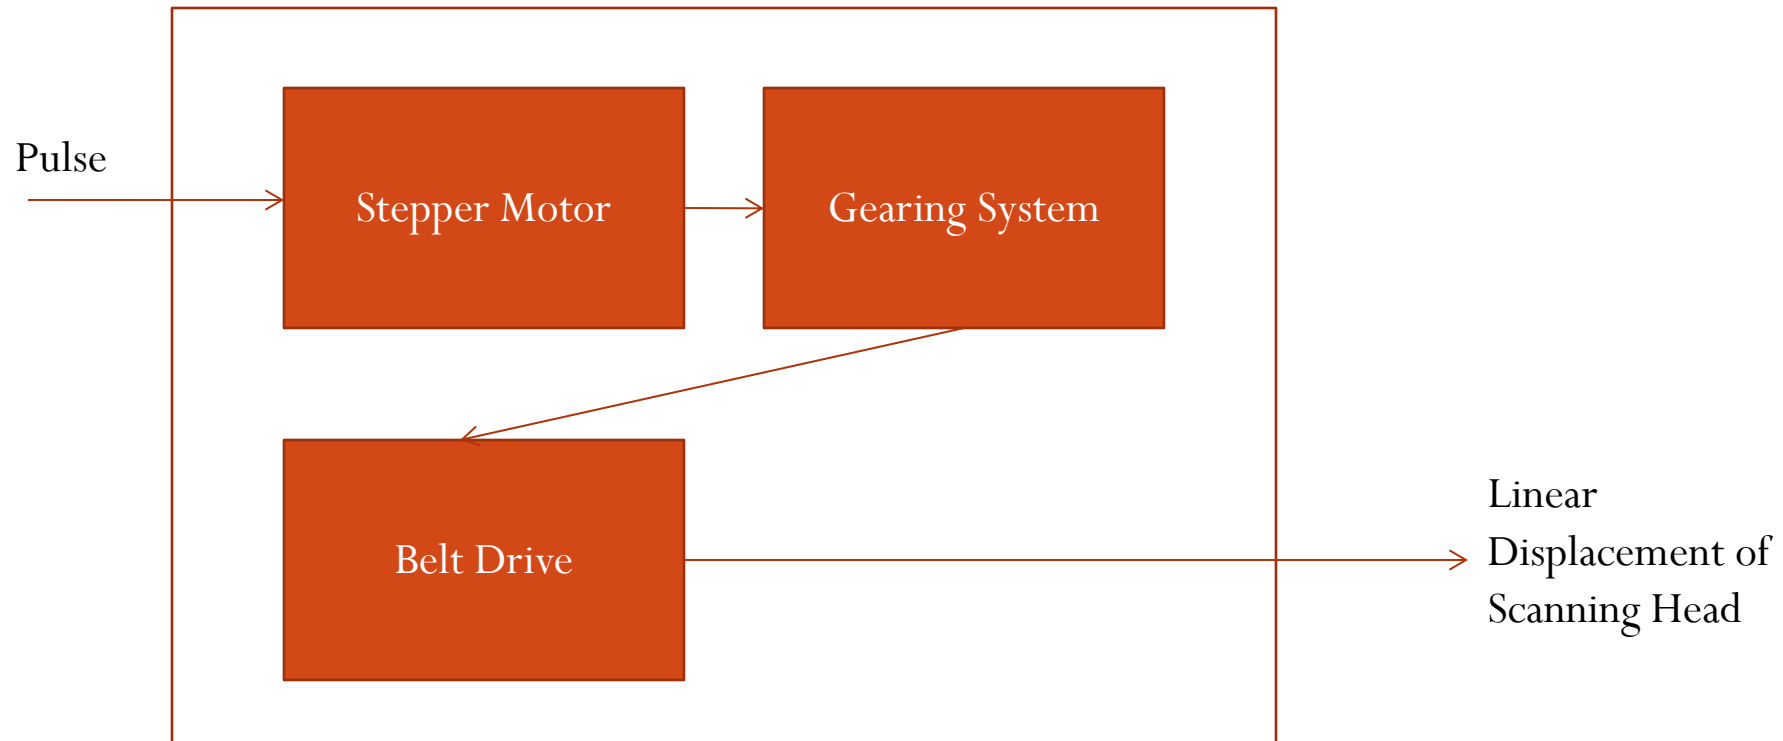 Pulse
Stepper Motor
Gearing System
Belt Drive
Linear
Displacement of
Scanning Head